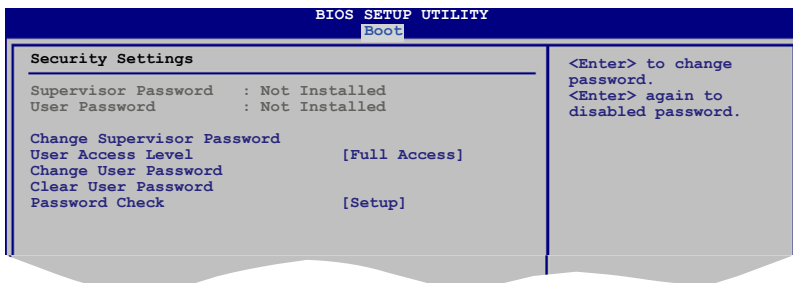 BIOS SETUP UTILITY
Boot
Security Settings
Supervisor Password : Not Installed
User Password : Not Installed
Change Supervisor Password
User Access Level [Full Access]
Change User Password
Clear User Password
Password Check [Setup]
<Enter> to change
password.
<Enter> again to
disabled password.